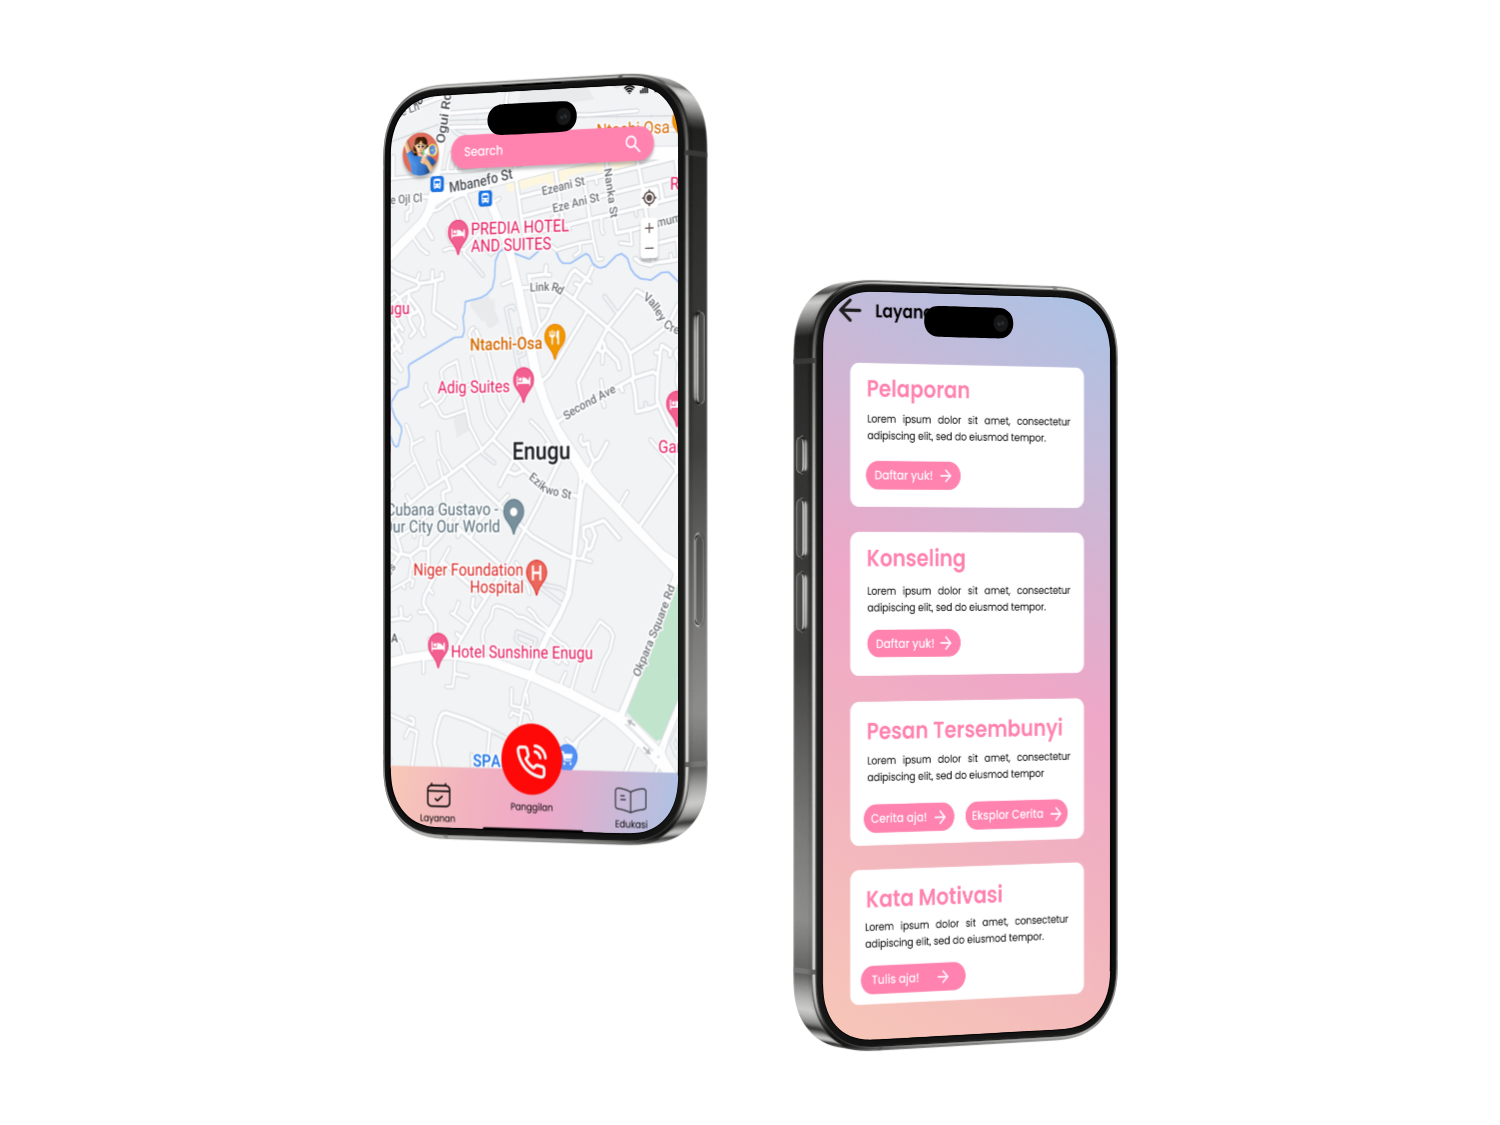 Ogui Rd
Ntachi-Osa
Search
Mbanefo St
e Ojl Cl
Ezeani St
Eze Ani St
Nanka St
R
PREDIA HOTEL
AND SUITES
+
mum
−
Link Rd
Valley Cre
ugu
Ntachi-Osa
Adig Suites
Second Ave
Enugu
Ga
Ezikwo St
Cubana Gustavo -
ur City Our World
Niger Foundation
Hospital
H
Okpara Square Rd
A
Hotel Sunshine Enugu
SPA
Layanan
Panggilan
Edukasi
Layan
Pelaporan
Lorem ipsum dolor sit amet, consectetur
adipiscing elit, sed do eiusmod tempor.
Daftar yuk!
Konseling
Lorem ipsum dolor sit amet, consectetur
adipiscing elit, sed do eiusmod tempor.
Daftar yuk!
Pesan Tersembunyi
Lorem ipsum dolor sit amet, consectetur
adipiscing elit, sed do eiusmod tempor
Cerita aja!
Eksplor Cerita
Kata Motivasi
Lorem ipsum dolor sit amet, consectetur
adipiscing elit, sed do eiusmod tempor.
Tulis aja!